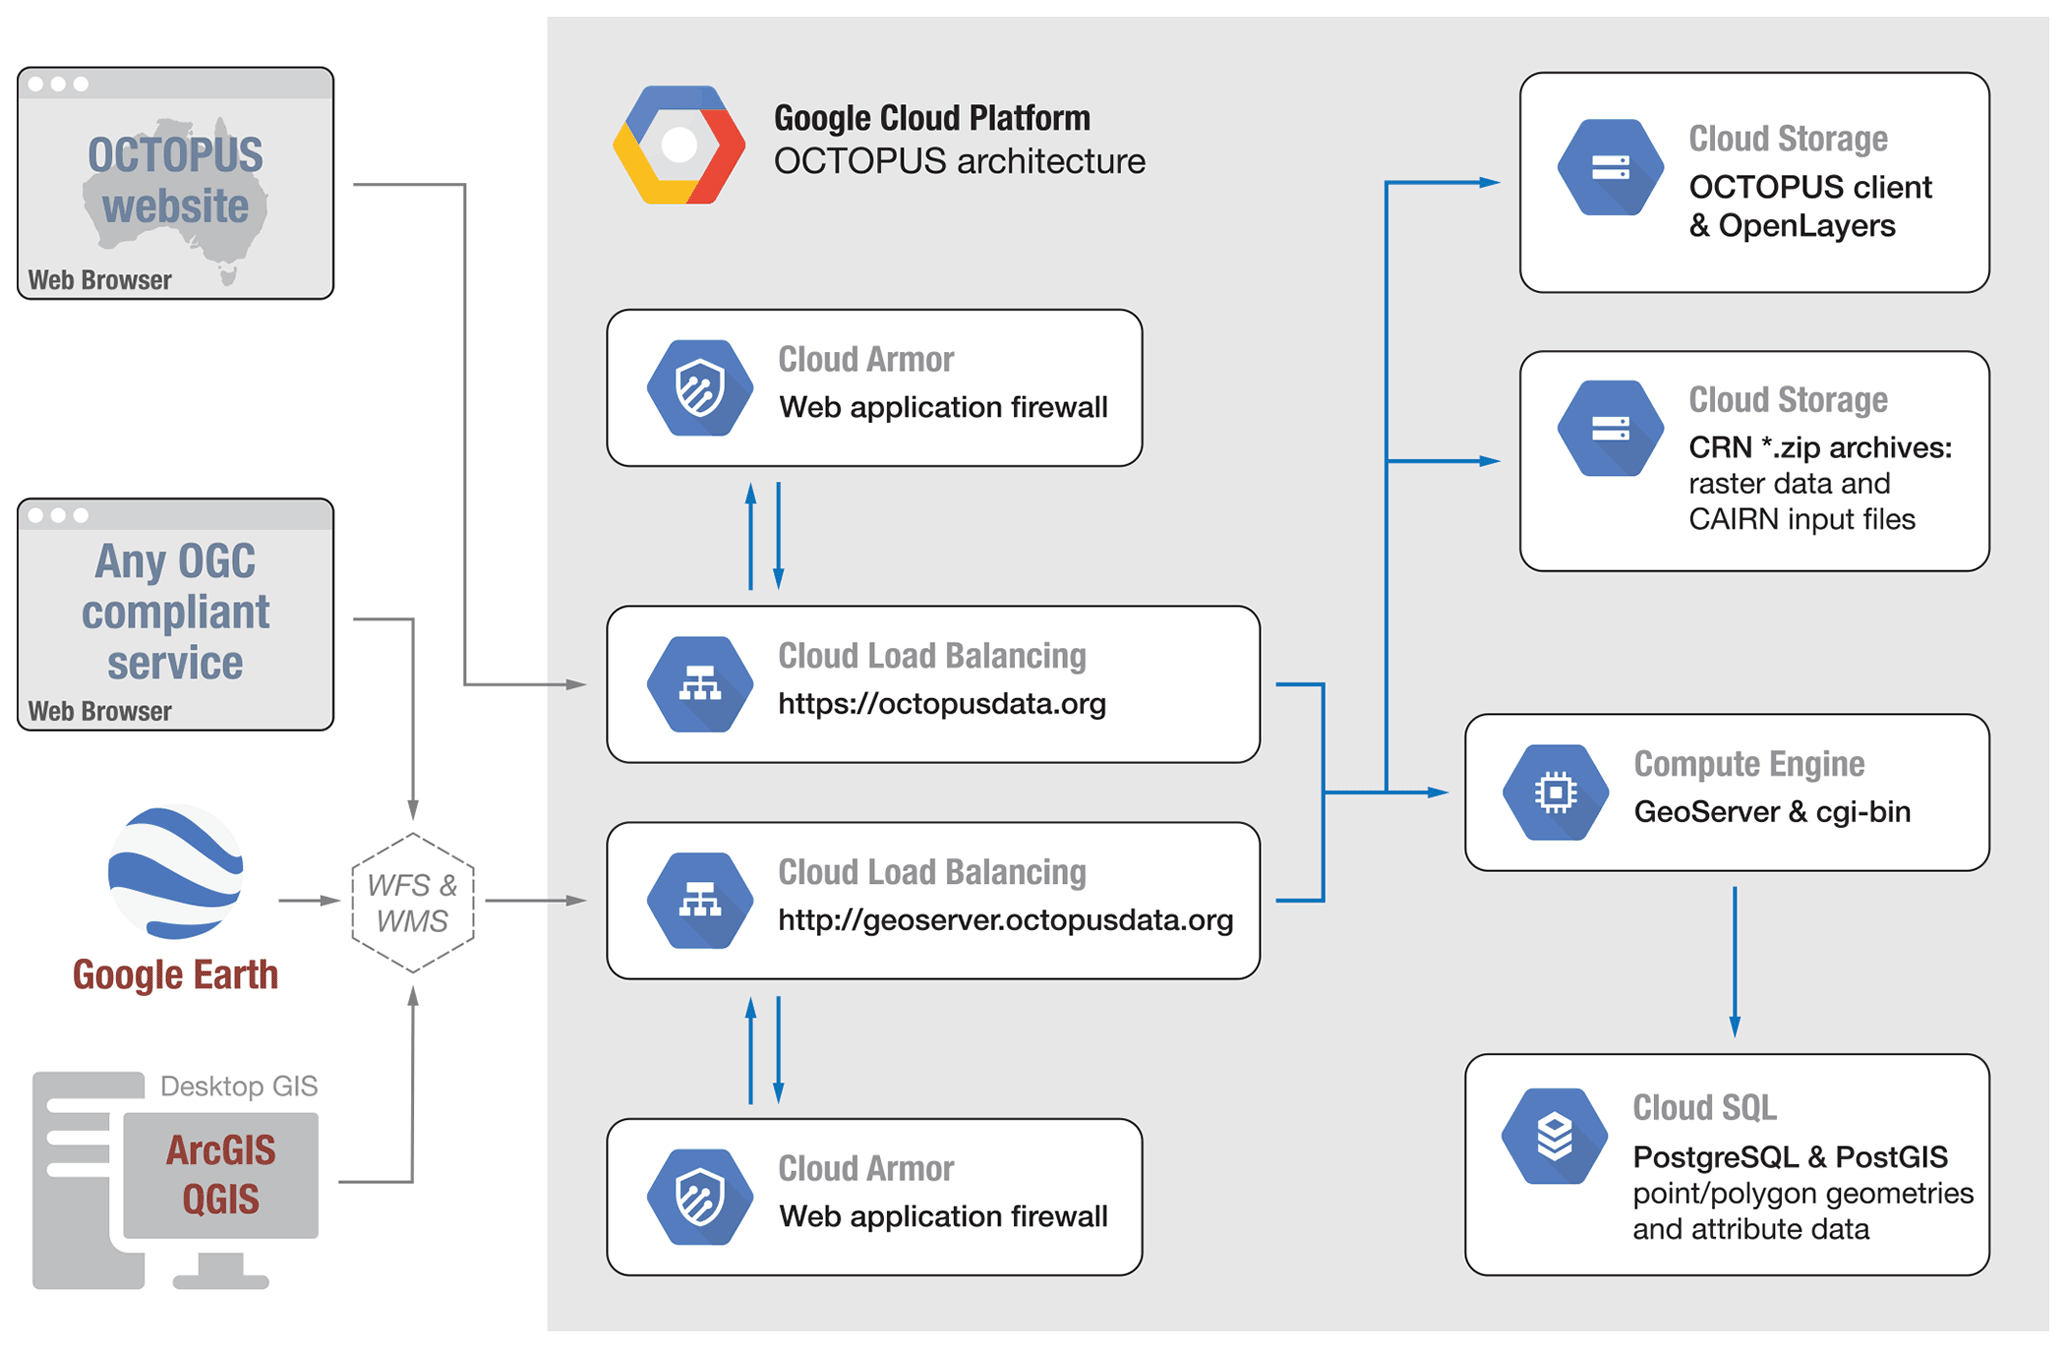 OCTOPUS
website
Web Browser
Any OGC
compliant
service
Web Browser
Google Earth
WFS &
WMS
Desktop GIS
ArcGIS
QGIS
Google Cloud Platform
OCTOPUS architecture
Cloud Armor
Web application firewall
Cloud Load Balancing
https://octopusdata.org
Cloud Load Balancing
http://geoserver.octopusdata.org
Cloud Armor
Web application firewall
Cloud Storage
OCTOPUS client
& OpenLayers
Cloud Storage
CRN *.zip archives:
raster data and
CAIRN input files
Compute Engine
GeoServer & cgi-bin
Cloud SQL
PostgreSQL & PostGIS
point/polygon geometries
and attribute data